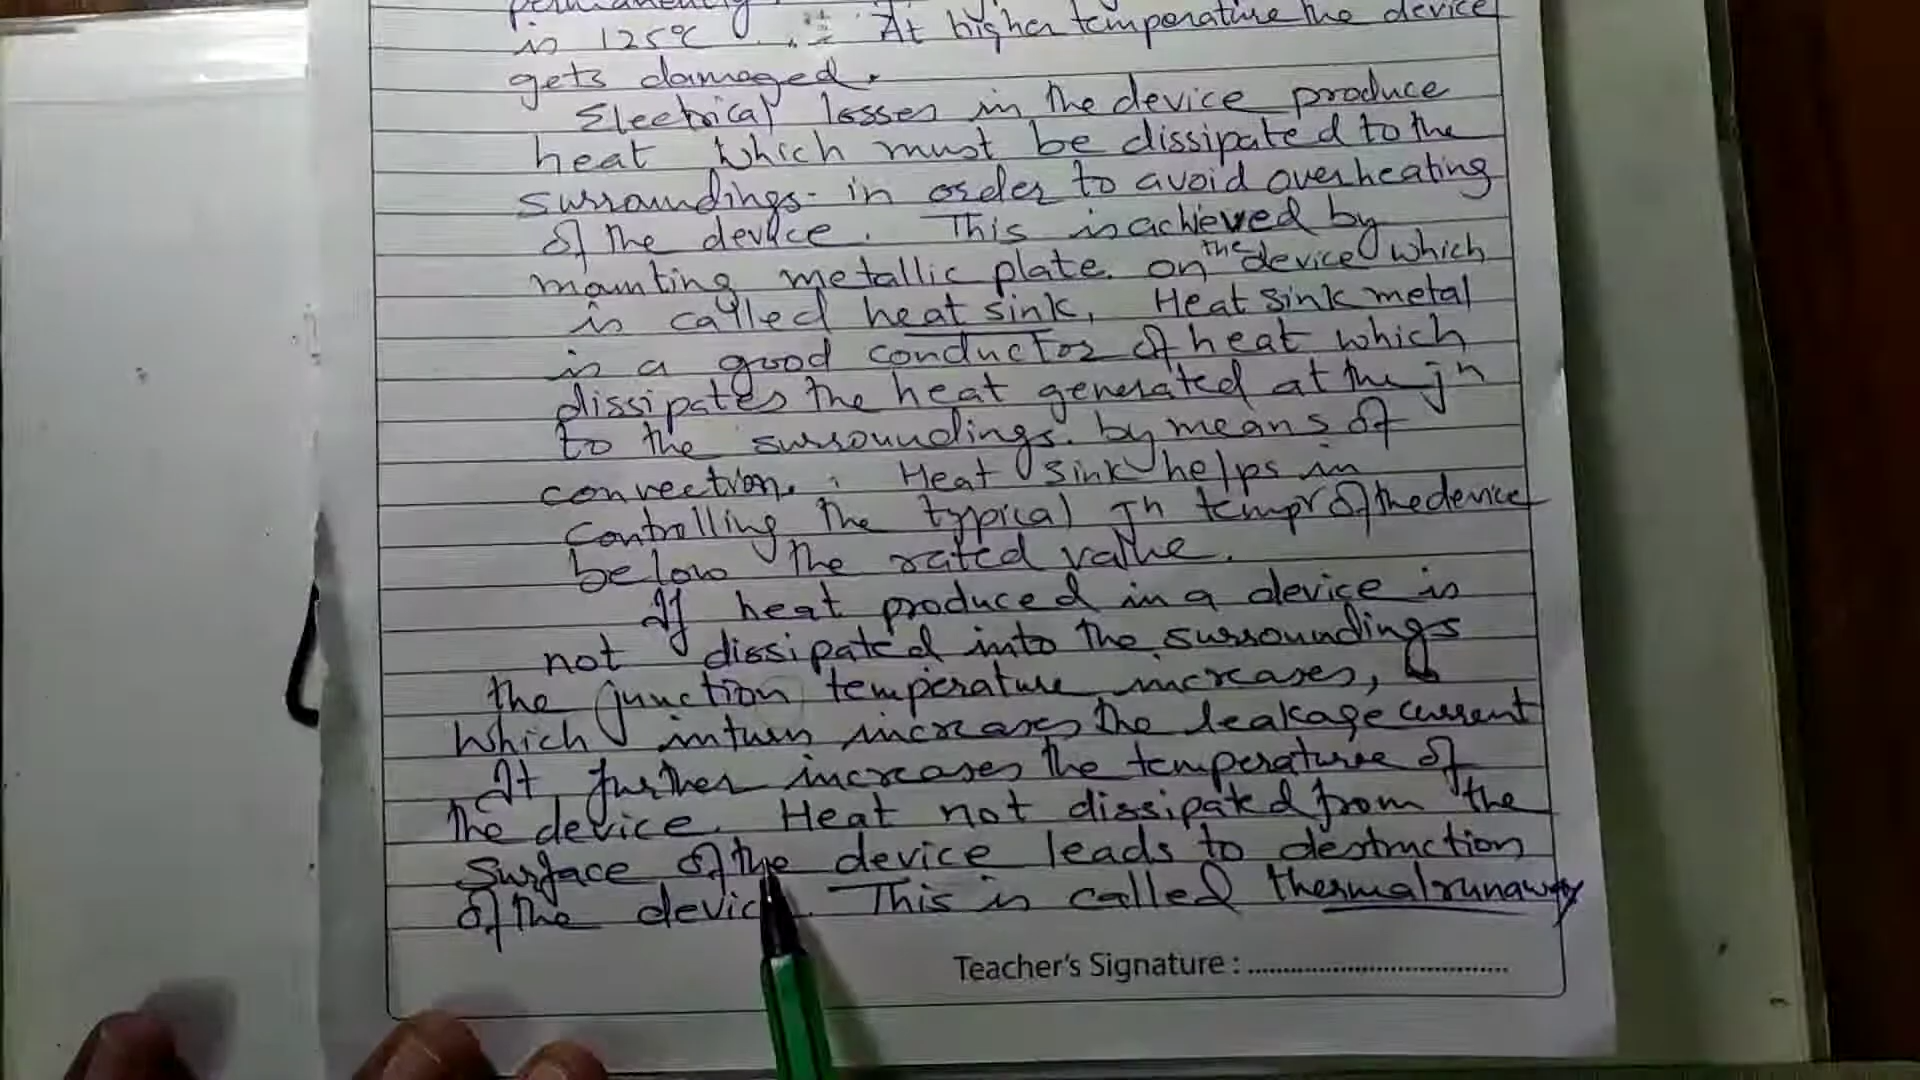 permanently
is 125°C ∴ At higher temperature the device
gets damaged.
Electrical losses in the device produce
heat which must be dissipated to the
surroundings in order to avoid overheating
of the device. This is achieved by
mounting metallic plate on the device which
is called heat sink. Heat sink metal
is a good conductor of heat which
dissipates the heat generated at the jn
to the surroundings by means of
convection. Heat sink helps in
controlling the typical Jn tempr of the device
below the rated value.
If heat produced in a device is
not dissipated into the surroundings
the junction temperature increases,
which inturn increases the leakage current
It further increases the temperature of
the device. Heat not dissipated from the
surface of the device leads to destruction
of the device. This is called thermal runaway
Teacher's Signature : ......................................